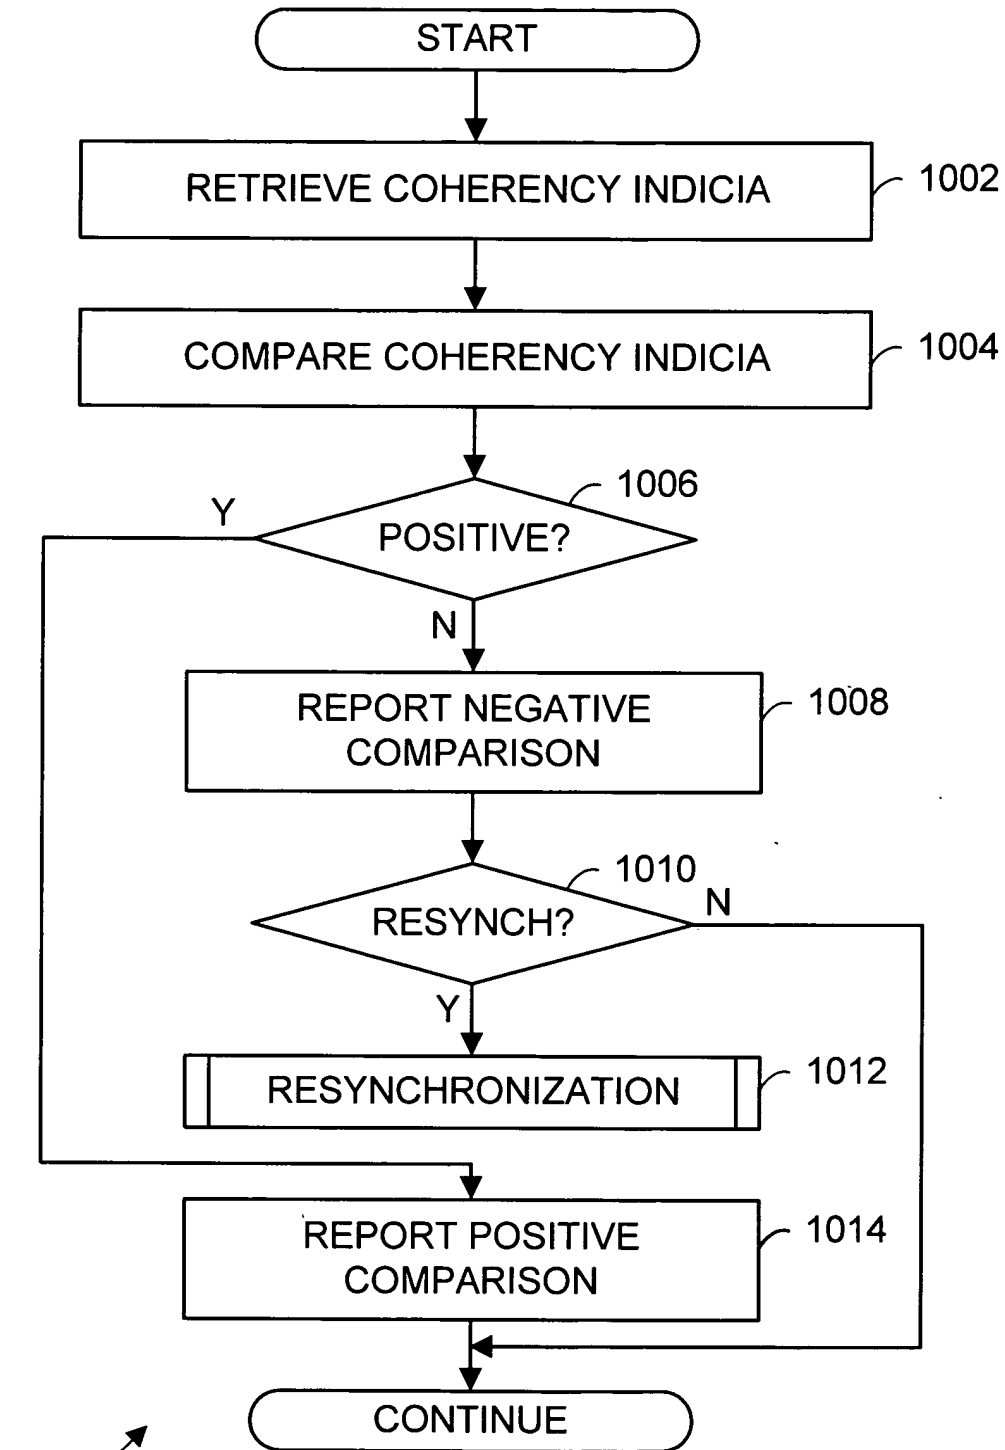 START
RETRIEVE COHERENCY INDICIA
1002
COMPARE COHERENCY INDICIA
1004
1006
Y
POSITIVE?
N
REPORT NEGATIVE
COMPARISON
1008
1010
N
RESYNCH?
Y
RESYNCHRONIZATION
1012
REPORT POSITIVE
COMPARISON
1014
CONTINUE